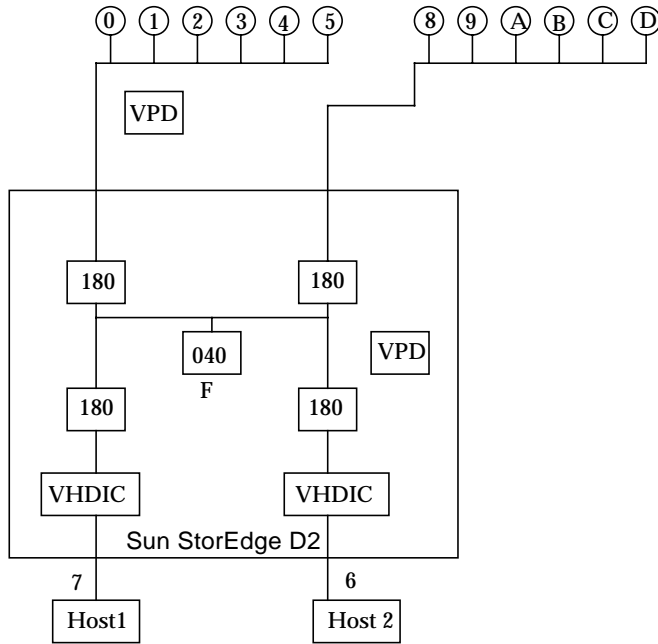 0 1 2 3 4 5 8 9 A B C D
VPD
180 180
040 VPD
F
180 180
VHDIC VHDIC
Sun StorEdge D2
7 6
Host1 Host 2